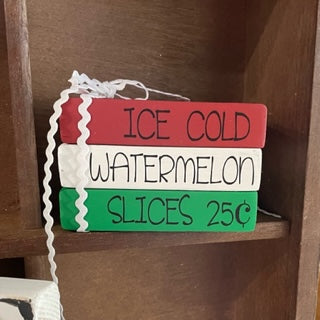 ICE COLD
WATERMELON
SLICES 25¢